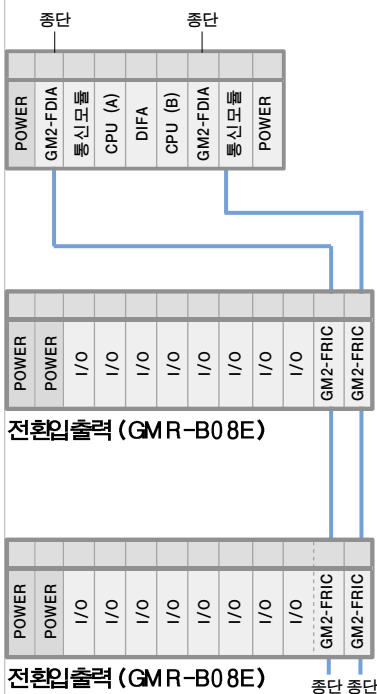 종단 종단
POWER GM2-FDIA 통신모듈 CPU (A) DIFA CPU (B) GM2-FDIA 통신모듈 POWER
POWER POWER I/O I/O I/O I/O I/O I/O I/O I/O GM2-FRIC GM2-FRIC
전환입출력 (GMR-B08E)
POWER POWER I/O I/O I/O I/O I/O I/O I/O I/O GM2-FRIC GM2-FRIC
전환입출력 (GMR-B08E)
종단 종단